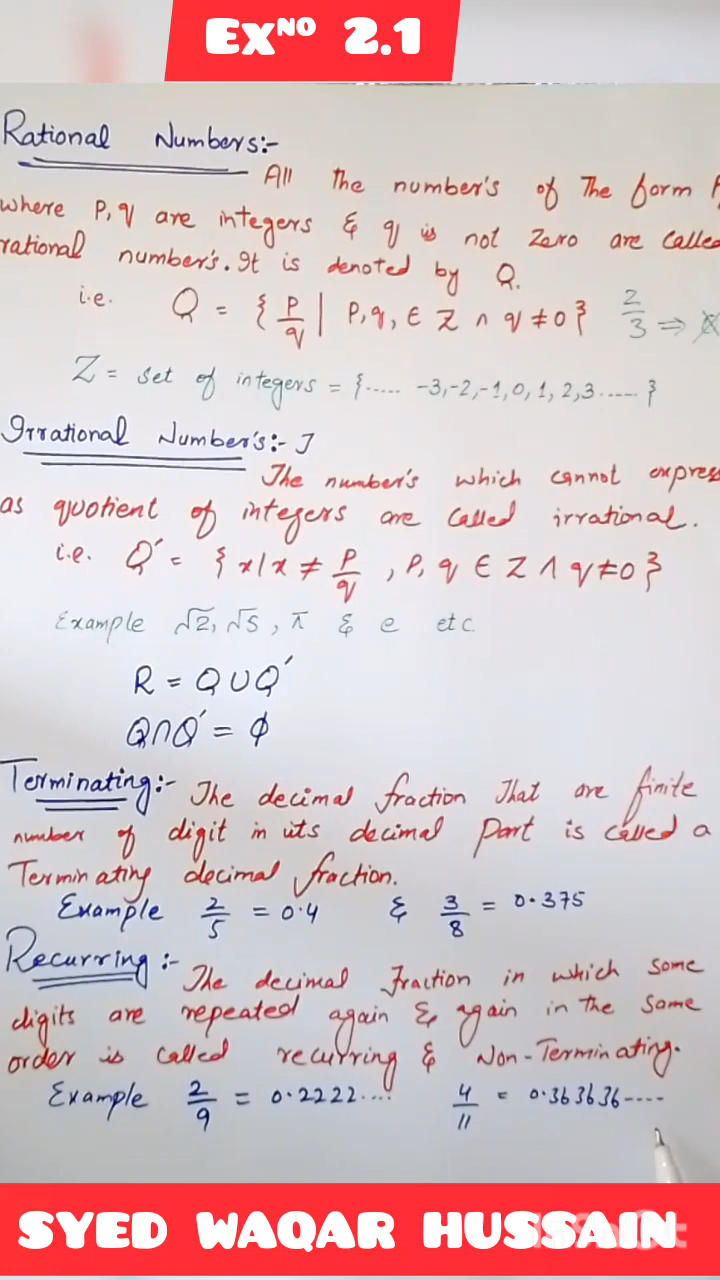 Exᴺᴼ 2.1
Rational Numbers:-
All the number's of The form P
where P, q are integers & q is not Zero are Called
rational number's. It is denoted by Q.
i.e. Q = { P/q | P, q, ∈ Z ∧ q ≠ 0 } 2/3 ⇒
Z = set of integers = {..... -3,-2,-1,0,1,2,3...... }
Irrational Number's:- I
The number's which cannot express
as quotient of integers are Called irrational.
i.e. Q′ = { x/x ≠ P/q , P, q ∈ Z ∧ q ≠ 0 }
Example √2, √5, π & e etc
R = Q ∪ Q′
Q ∩ Q′ = ϕ
Terminating:- The decimal fraction That are finite
number of digit in its decimal Part is called a
Terminating decimal fraction.
Example 2/5 = 0.4 & 3/8 = 0.375
Recurring:- The decimal Fraction in which some
digits are repeated again & again in the same
order is called recurring & Non-Terminating.
Example 2/9 = 0.2222.... 4/11 = 0.363636----
SYED WAQAR HUSSAIN